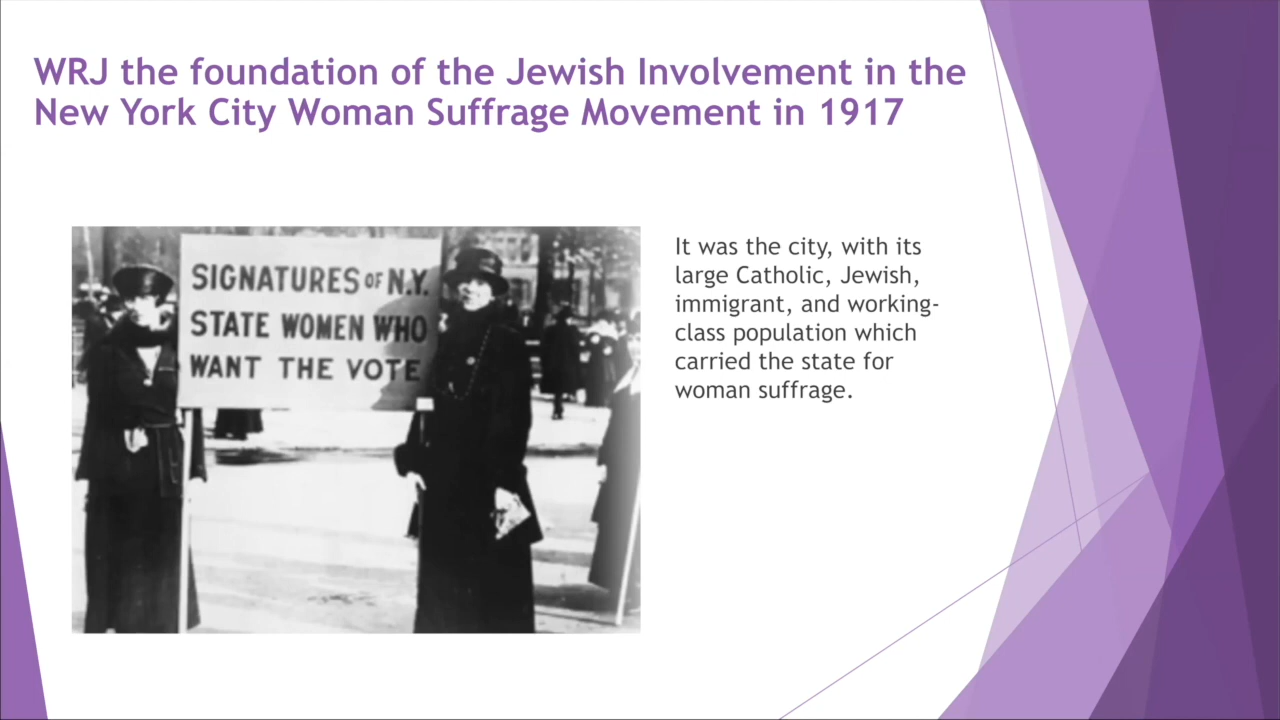 WRJ the foundation of the Jewish Involvement in the
New York City Woman Suffrage Movement in 1917
SIGNATURES OF N.Y.
STATE WOMEN WHO
WANT THE VOTE
It was the city, with its
large Catholic, Jewish,
immigrant, and working-
class population which
carried the state for
woman suffrage.